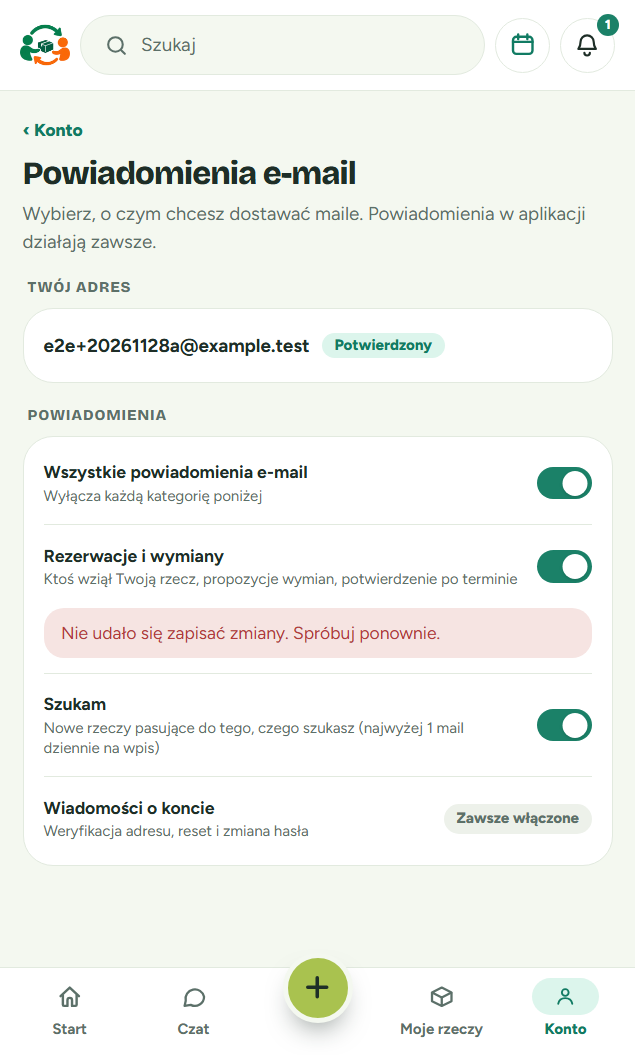 Szukaj
1
‹ Konto
Powiadomienia e-mail
Wybierz, o czym chcesz dostawać maile. Powiadomienia w aplikacji
działają zawsze.
TWÓJ ADRES
e2e+20261128a@example.test Potwierdzony
POWIADOMIENIA
Wszystkie powiadomienia e-mail
Wyłącza każdą kategorię poniżej
Rezerwacje i wymiany
Ktoś wziął Twoją rzecz, propozycje wymian, potwierdzenie po terminie
Nie udało się zapisać zmiany. Spróbuj ponownie.
Szukam
Nowe rzeczy pasujące do tego, czego szukasz (najwyżej 1 mail
dziennie na wpis)
Wiadomości o koncie
Weryfikacja adresu, reset i zmiana hasła
Zawsze włączone
Start
Czat
Moje rzeczy
Konto